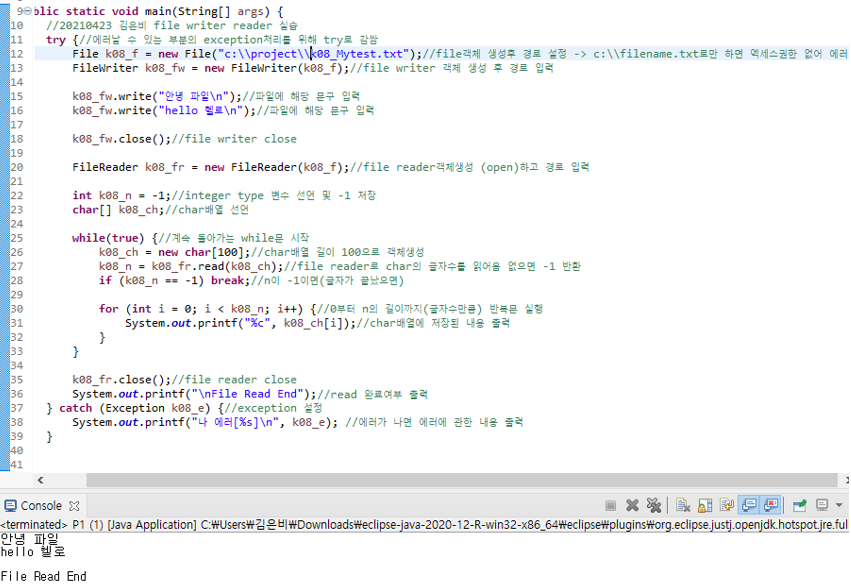 9 blic static void main(String[] args) {
10 //20210423 김은비 file writer reader 실습
11 try {//에러날 수 있는 부분의 exception처리를 위해 try로 감쌈
12 File k08_f = new File("c:\\project\\k08_Mytest.txt");//file객체 생성후 경로 설정 -> c:\\filename.txt로만 하면 엑세스권한 없어 에러
13 FileWriter k08_fw = new FileWriter(k08_f);//file writer 객체 생성 후 경로 입력
14
15 k08_fw.write("안녕 파일\n");//파일에 해당 문구 입력
16 k08_fw.write("hello 헬로\n");//파일에 해당 문구 입력
17
18 k08_fw.close();//file writer close
19
20 FileReader k08_fr = new FileReader(k08_f);//file reader객체생성 (open)하고 경로 입력
21
22 int k08_n = -1;//integer type 변수 선언 및 -1 저장
23 char[] k08_ch;//char배열 선언
24
25 while(true) {//계속 돌아가는 while문 시작
26 k08_ch = new char[100];//char배열 길이 100으로 객체생성
27 k08_n = k08_fr.read(k08_ch);//file reader로 char의 글자수를 읽어옴 없으면 -1 반환
28 if (k08_n == -1) break;//n이 -1이면(글자가 끝났으면)
29
30 for (int i = 0; i < k08_n; i++) {//0부터 n의 길이까지(글자수만큼) 반복문 실행
31 System.out.printf("%c", k08_ch[i]);//char배열에 저장된 내용 출력
32 }
33 }
34
35 k08_fr.close();//file reader close
36 System.out.printf("\nFile Read End");//read 완료여부 출력
37 } catch (Exception k08_e) {//exception 설정
38 System.out.printf("나 에러[%s]\n", k08_e); //에러가 나면 에러에 관한 내용 출력
39 }
40
41
Console
<terminated> P1 (1) [Java Application] C:₩Users₩김은비₩Downloads₩eclipse-java-2020-12-R-win32-x86_64₩eclipse₩plugins₩org.eclipse.justj.openjdk.hotspot.jre.full
안녕 파일
hello 헬로
File Read End